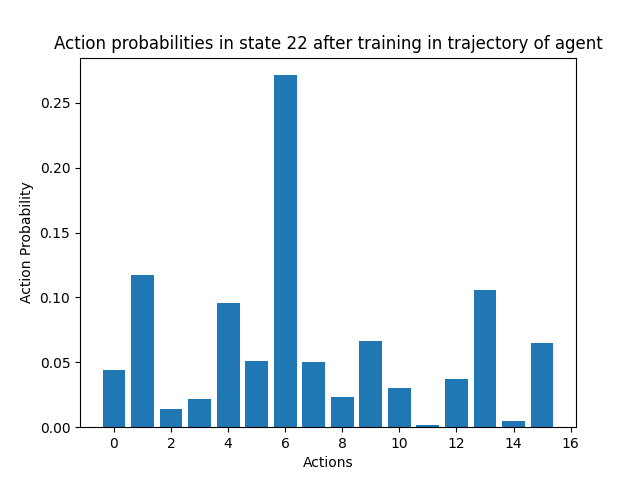 Action probabilities in state 22 after training in trajectory of agent
0.25
0.20
0.15
0.10
0.05
0.00
Action Probability
0 2 4 6 8 10 12 14 16
Actions